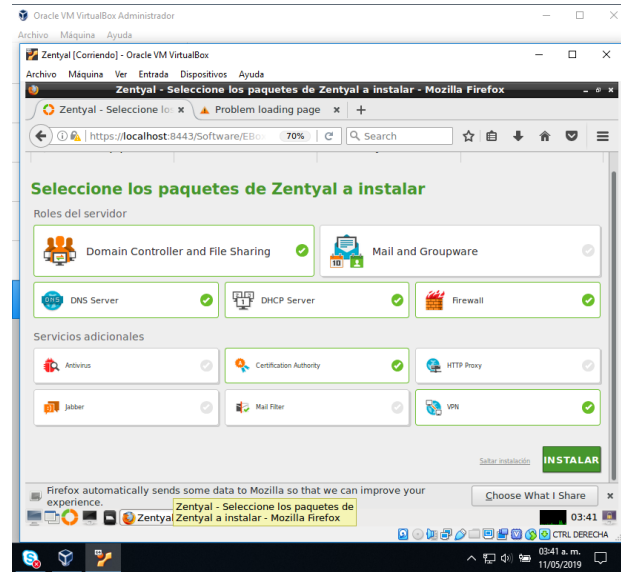 Oracle VM VirtualBox Administrador
Archivo Máquina Ayuda
Zentyal [Corriendo] - Oracle VM VirtualBox
Archivo Máquina Ver Entrada Dispositivos Ayuda
Zentyal - Seleccione los paquetes de Zentyal a instalar - Mozilla Firefox
Zentyal - Seleccione los
Problem loading page
https://localhost:8443/Software/EBo
70%
Search
Seleccione los paquetes de Zentyal a instalar
Roles del servidor
Domain Controller and File Sharing
Mail and Groupware
DNS Server
DHCP Server
Firewall
Servicios adicionales
Antivirus
Certification Authority
HTTP Proxy
Jabber
Mail Filter
VPN
Saltar instalación
INSTALAR
Firefox automatically sends some data to Mozilla so that we can improve your experience.
Choose What I Share
Zentyal - Seleccione los paquetes de
Zentyal a instalar - Mozilla Firefox
Zentya
03:41
CTRL DERECHA
03:41 a. m.
11/05/2019